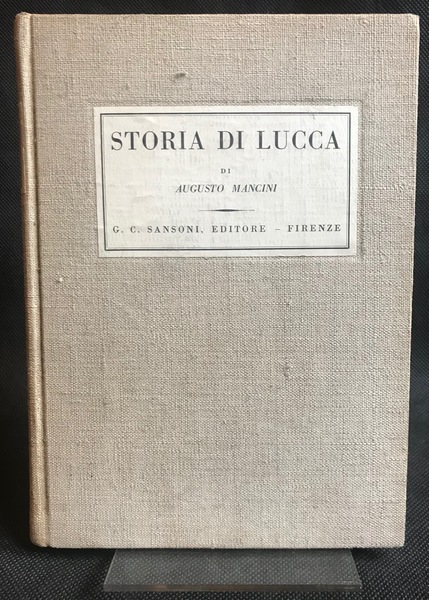 STORIA DI LUCCA
DI
AUGUSTO MANCINI
G. C. SANSONI, EDITORE - FIRENZE